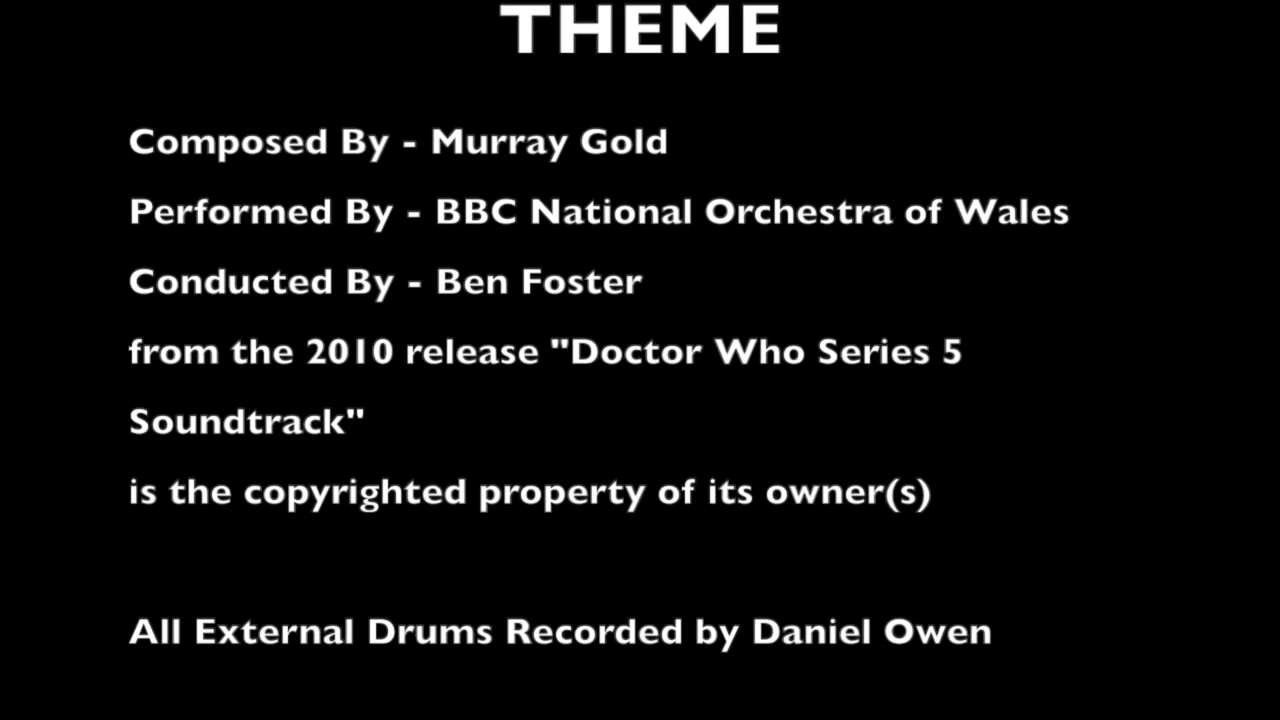 THEME
Composed By - Murray Gold
Performed By - BBC National Orchestra of Wales
Conducted By - Ben Foster
from the 2010 release "Doctor Who Series 5
Soundtrack"
is the copyrighted property of its owner(s)
All External Drums Recorded by Daniel Owen